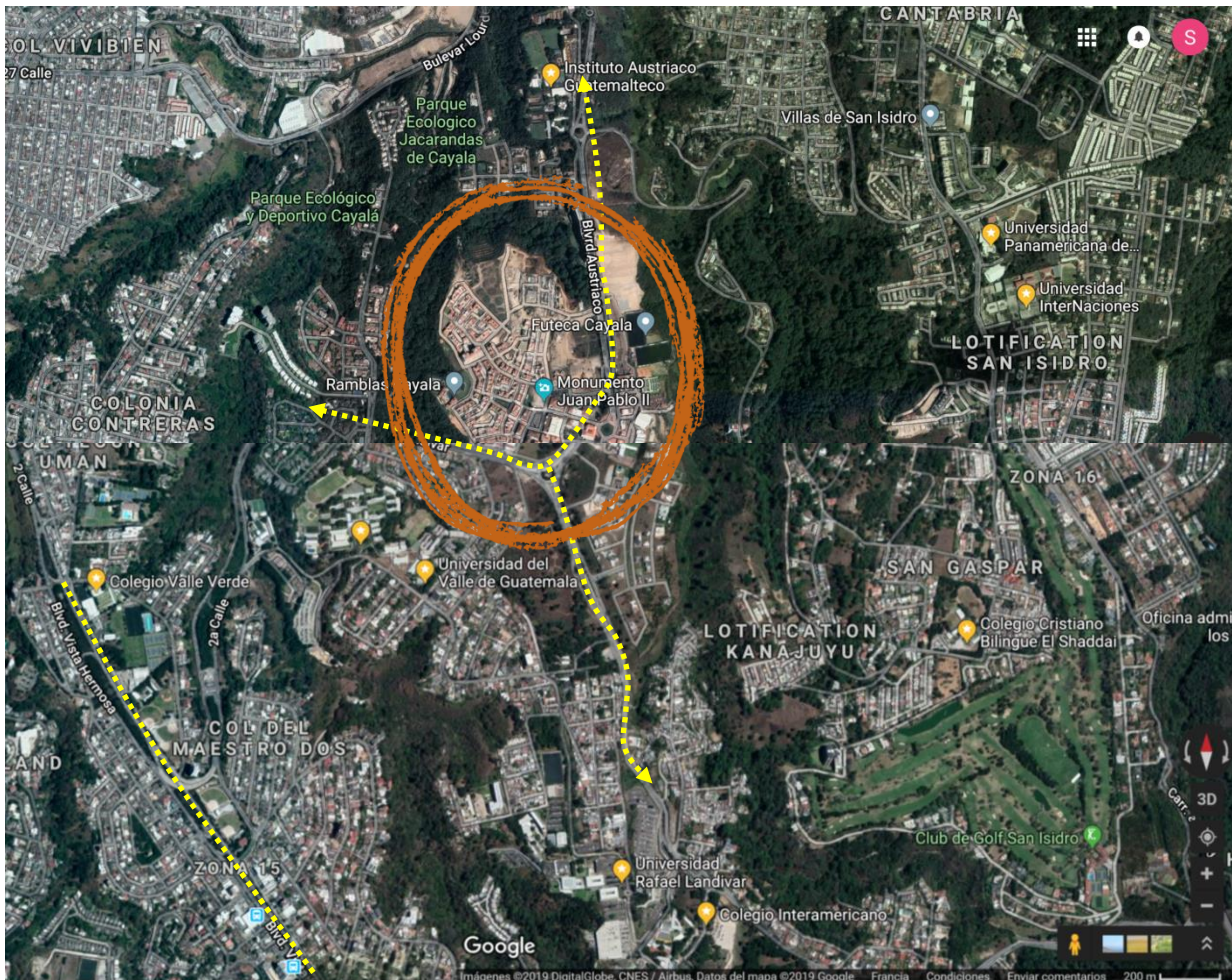 CANTABRIA
COL VIVIBIEN
27 Calle
Bulevar Lourd
S
Instituto Austriaco
Guatemalteco
Parque
Ecologico
Jacarandas
de Cayala
Villas de San Isidro
Parque Ecológico
y Deportivo Cayalá
Blvrd Austriaco
Universidad
Panamericana de...
Universidad
InterNaciones
Futeca Cayala
LOTIFICATION
SAN ISIDRO
Ramblas Cayala
Monumento
Juan Pablo II
COLONIA
CONTRERAS
UMAN
2 Calle
ZONA 16
Colegio Valle Verde
Universidad del
Valle de Guatemala
SAN GASPAR
2a Calle
Blvd. Vista Hermosa
LOTIFICATION
KANAJUYU
Colegio Cristiano
Bilingue El Shaddai
Oficina admi
los
COL DEL
MAESTRO DOS
LAND
3D
Club de Golf San Isidro
ZONA 15
Universidad
Rafael Landivar
Colegio Interamericano
Blvd. V
Google
Imágenes ©2019 DigitalGlobe, CNES / Airbus, Datos del mapa ©2019 Google Francia Condiciones Enviar comentarios 200 m